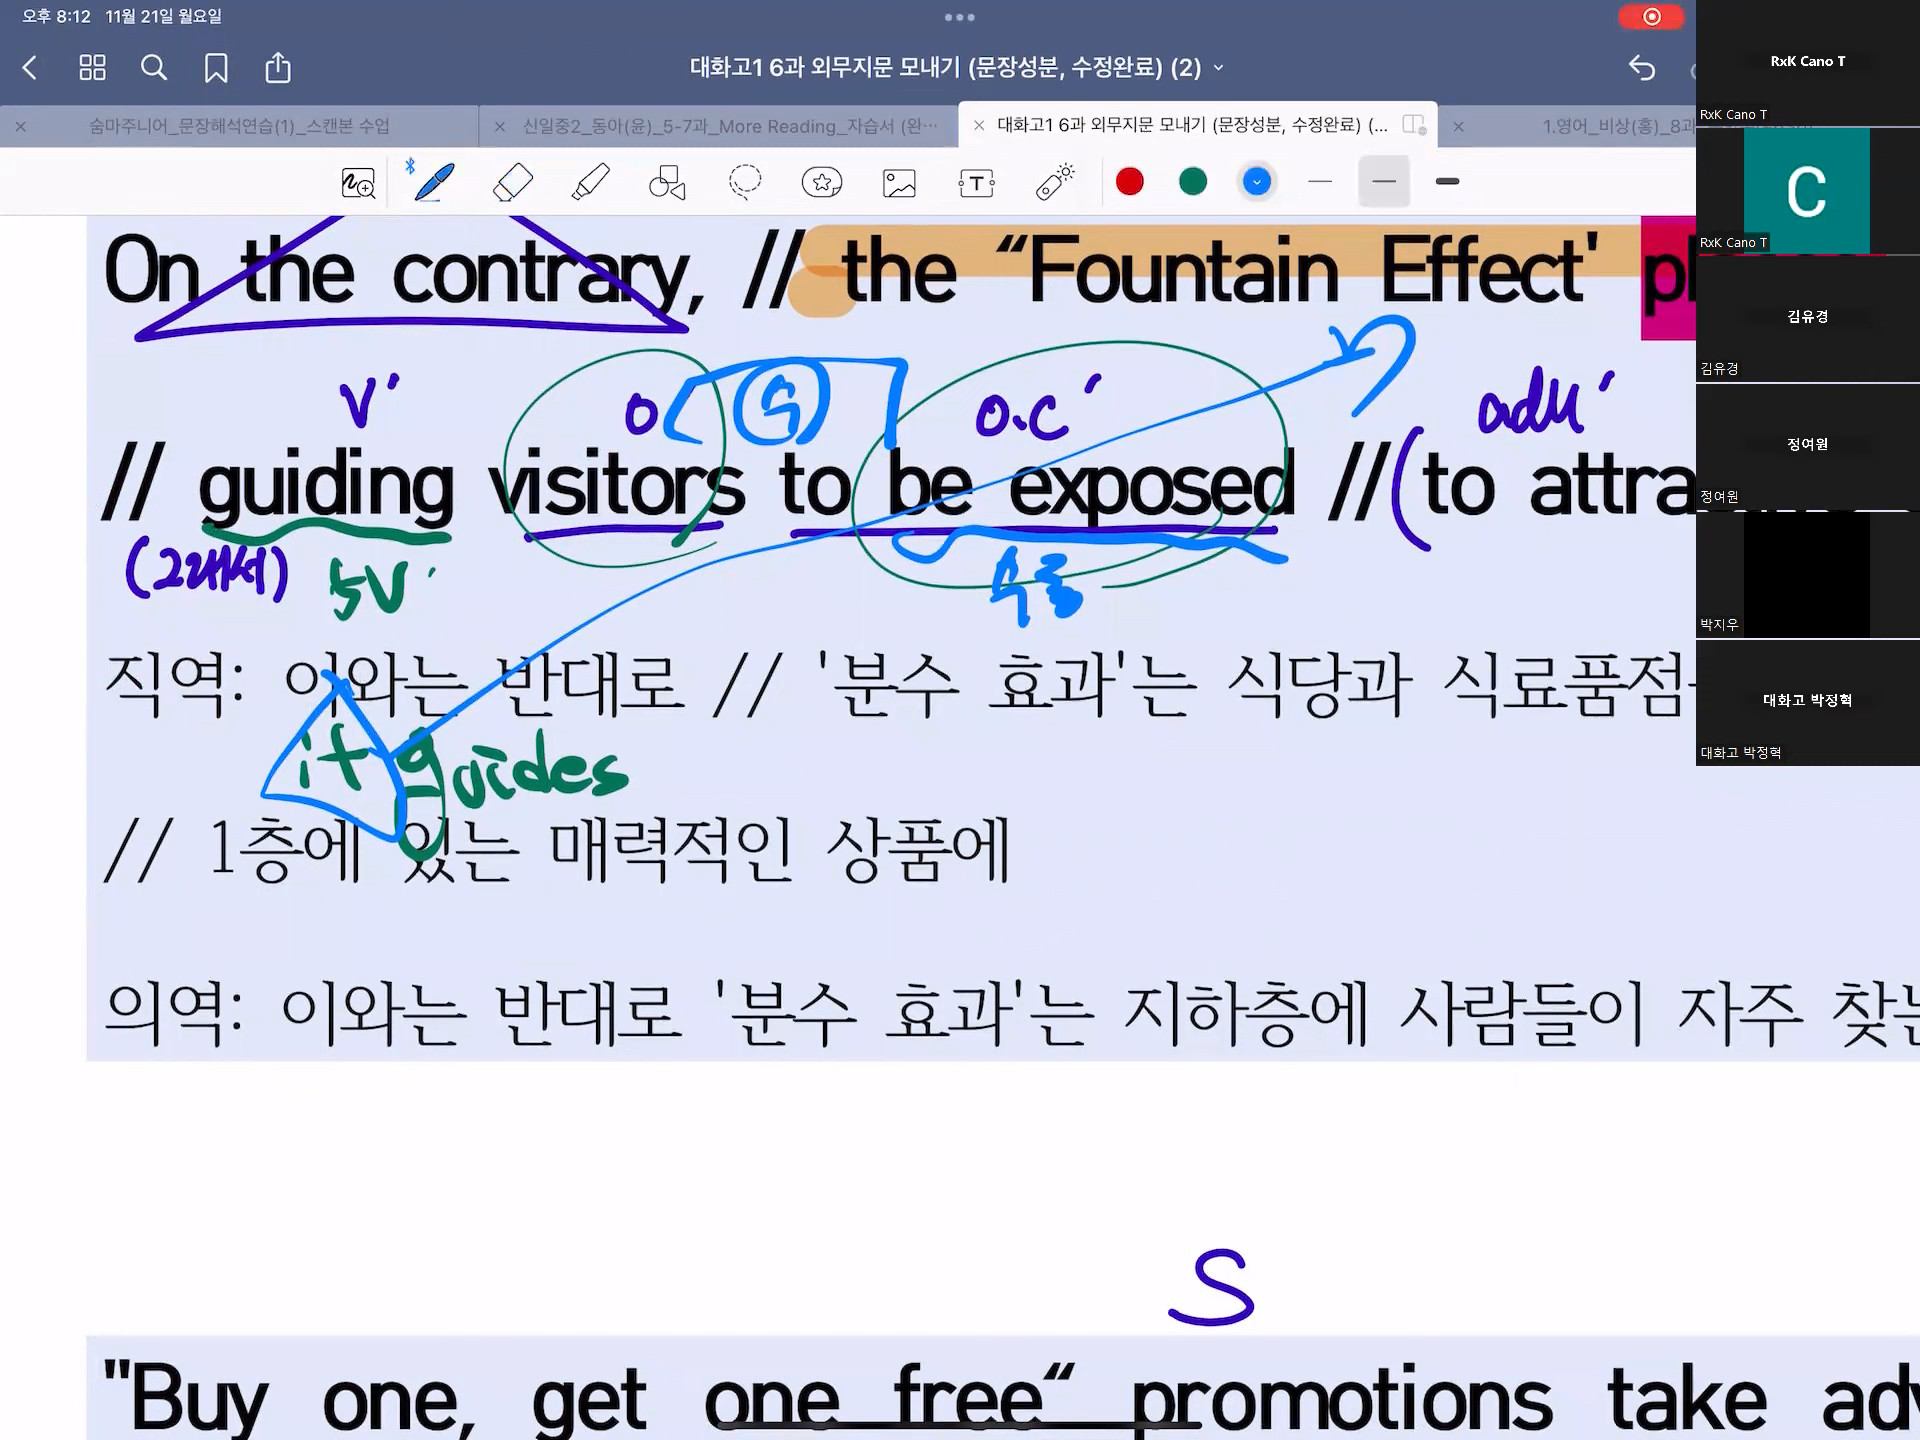 오후 8:12 11월 21일 월요일
대화고1 6과 외무지문 모내기 (문장성분, 수정완료) (2)
숨마주니어_문장해석연습(1)_스캔본 수업
신일중2_동아(윤)_5-7과_More Reading_자습서 (완…
대화고1 6과 외무지문 모내기 (문장성분, 수정완료) (...
1.영어_비상(홍)_8과
RxK Cano T
RxK Cano T
C
RxK Cano T
김유경
김유경
정여원
정여원
박지우
대화고 박정혁
대화고 박정혁
On the contrary, // the “Fountain Effect'
v' o o.c' adv'
// guiding visitors to be exposed //(to attra
5v' 수동
직역: 이와는 반대로 // '분수 효과'는 식당과 식료품점
it guides
// 1층에 있는 매력적인 상품에
의역: 이와는 반대로 '분수 효과'는 지하층에 사람들이 자주 찾는
S
"Buy one, get one free“ promotions take adv